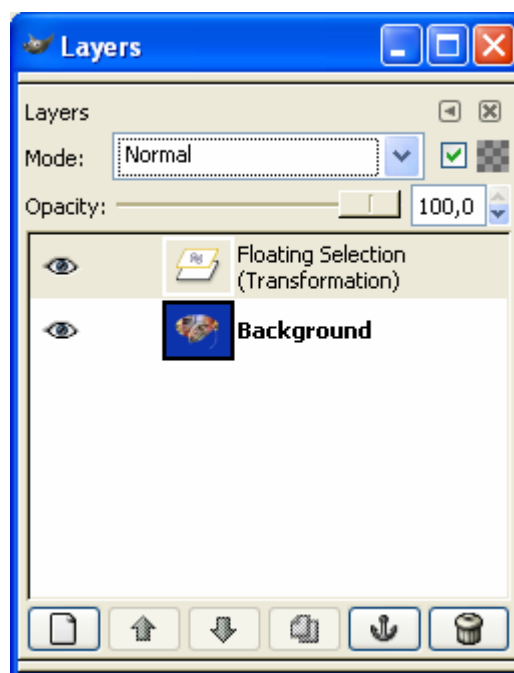 Layers
Layers
Mode: Normal
Opacity: 100,0
Floating Selection
(Transformation)
Background